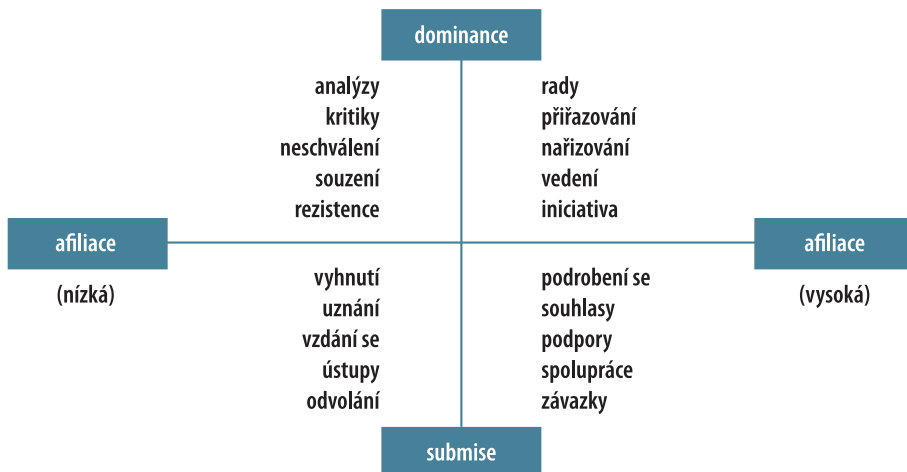 dominance
analýzy
kritiky
neschválení
souzení
rezistence
rady
přiřazování
nařizování
vedení
iniciativa
afiliace
(nízká)
afiliace
(vysoká)
vyhnutí
uznání
vzdání se
ústupy
odvolání
podrobení se
souhlasy
podpory
spolupráce
závazky
submise